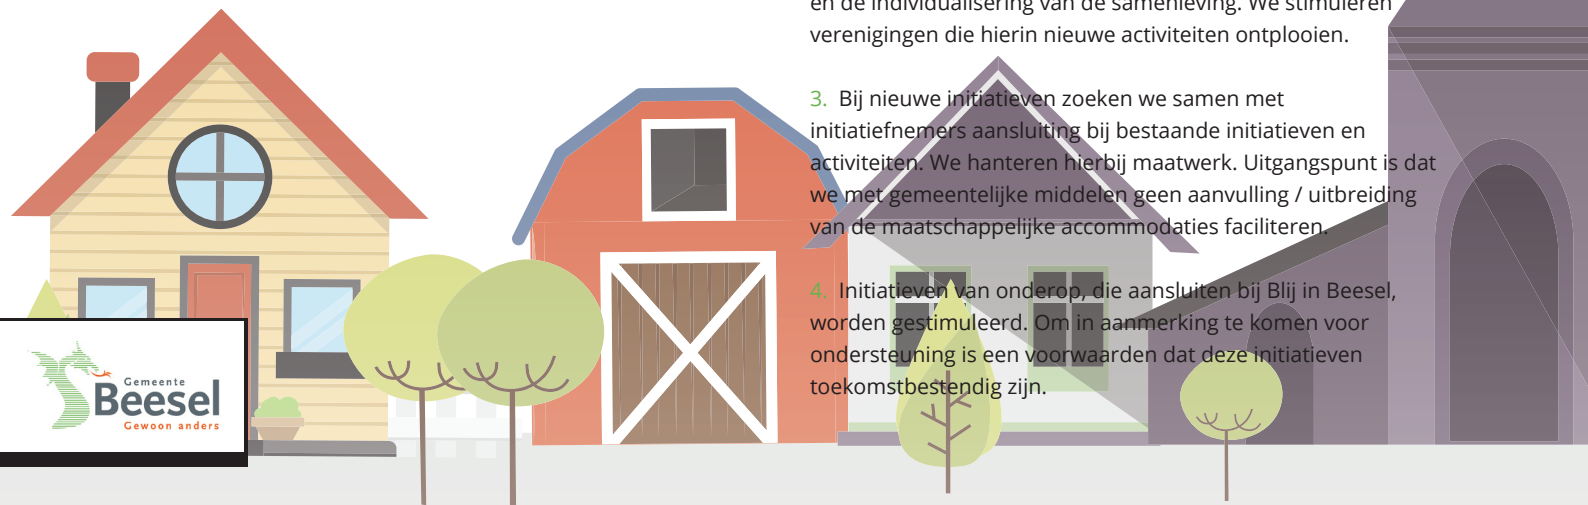 en de individualisering van de samenleving. We stimuleren
verenigingen die hierin nieuwe activiteiten ontplooien.
3. Bij nieuwe initiatieven zoeken we samen met
initiatiefnemers aansluiting bij bestaande initiatieven en
activiteiten. We hanteren hierbij maatwerk. Uitgangspunt is dat
we met gemeentelijke middelen geen aanvulling / uitbreiding
van de maatschappelijke accommodaties faciliteren.
4. Initiatieven van onderop, die aansluiten bij Blij in Beesel,
worden gestimuleerd. Om in aanmerking te komen voor
ondersteuning is een voorwaarden dat deze initiatieven
toekomstbestendig zijn.
Gemeente
Beesel
Gewoon anders